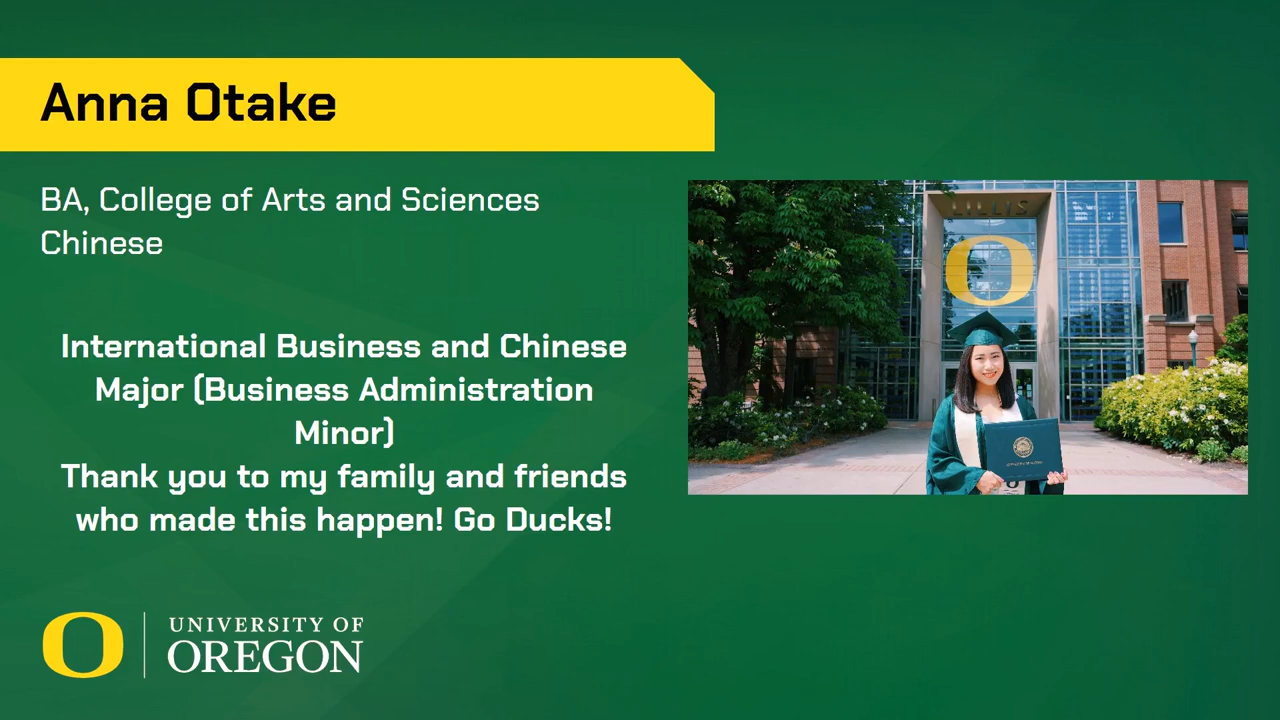 Anna Otake
BA, College of Arts and Sciences
Chinese
International Business and Chinese
Major (Business Administration
Minor)
Thank you to my family and friends
who made this happen! Go Ducks!
LILLIS
O
O
UNIVERSITY OF
OREGON